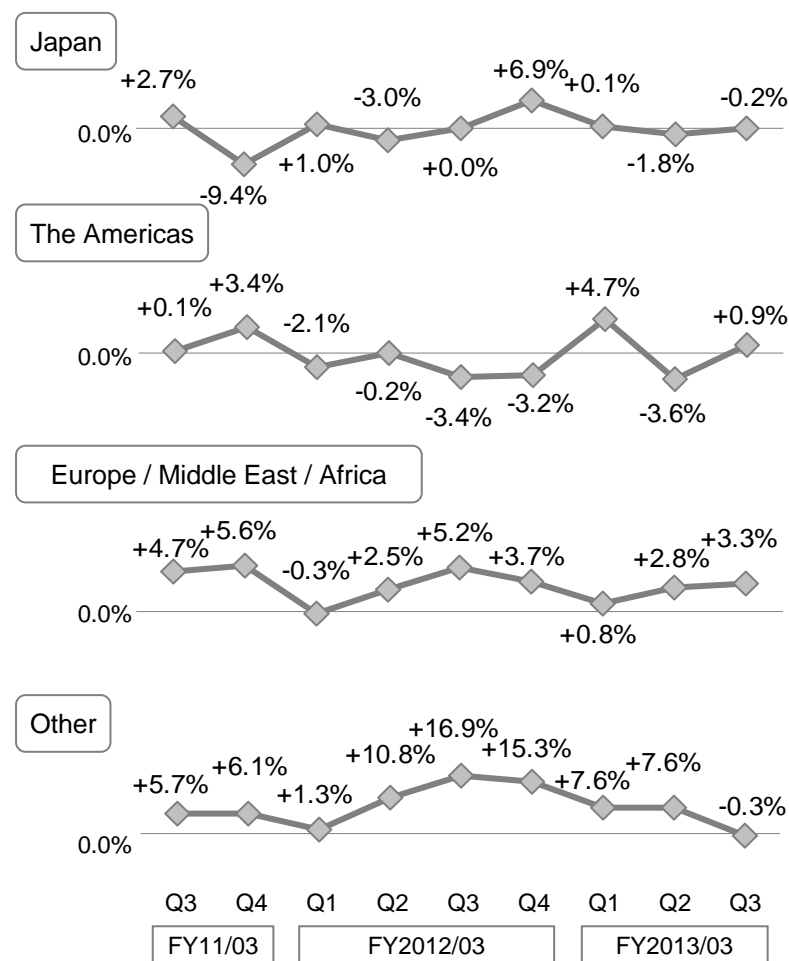 Japan
+2.7% -9.4% +1.0% -3.0% +0.0% +6.9% +0.1% -1.8% -0.2%
0.0%
The Americas
+0.1% +3.4% -2.1% -0.2% -3.4% -3.2% +4.7% -3.6% +0.9%
0.0%
Europe / Middle East / Africa
+4.7% +5.6% -0.3% +2.5% +5.2% +3.7% +0.8% +2.8% +3.3%
0.0%
Other
+5.7% +6.1% +1.3% +10.8% +16.9% +15.3% +7.6% +7.6% -0.3%
0.0%
Q3 Q4 Q1 Q2 Q3 Q4 Q1 Q2 Q3
FY11/03 FY2012/03 FY2013/03